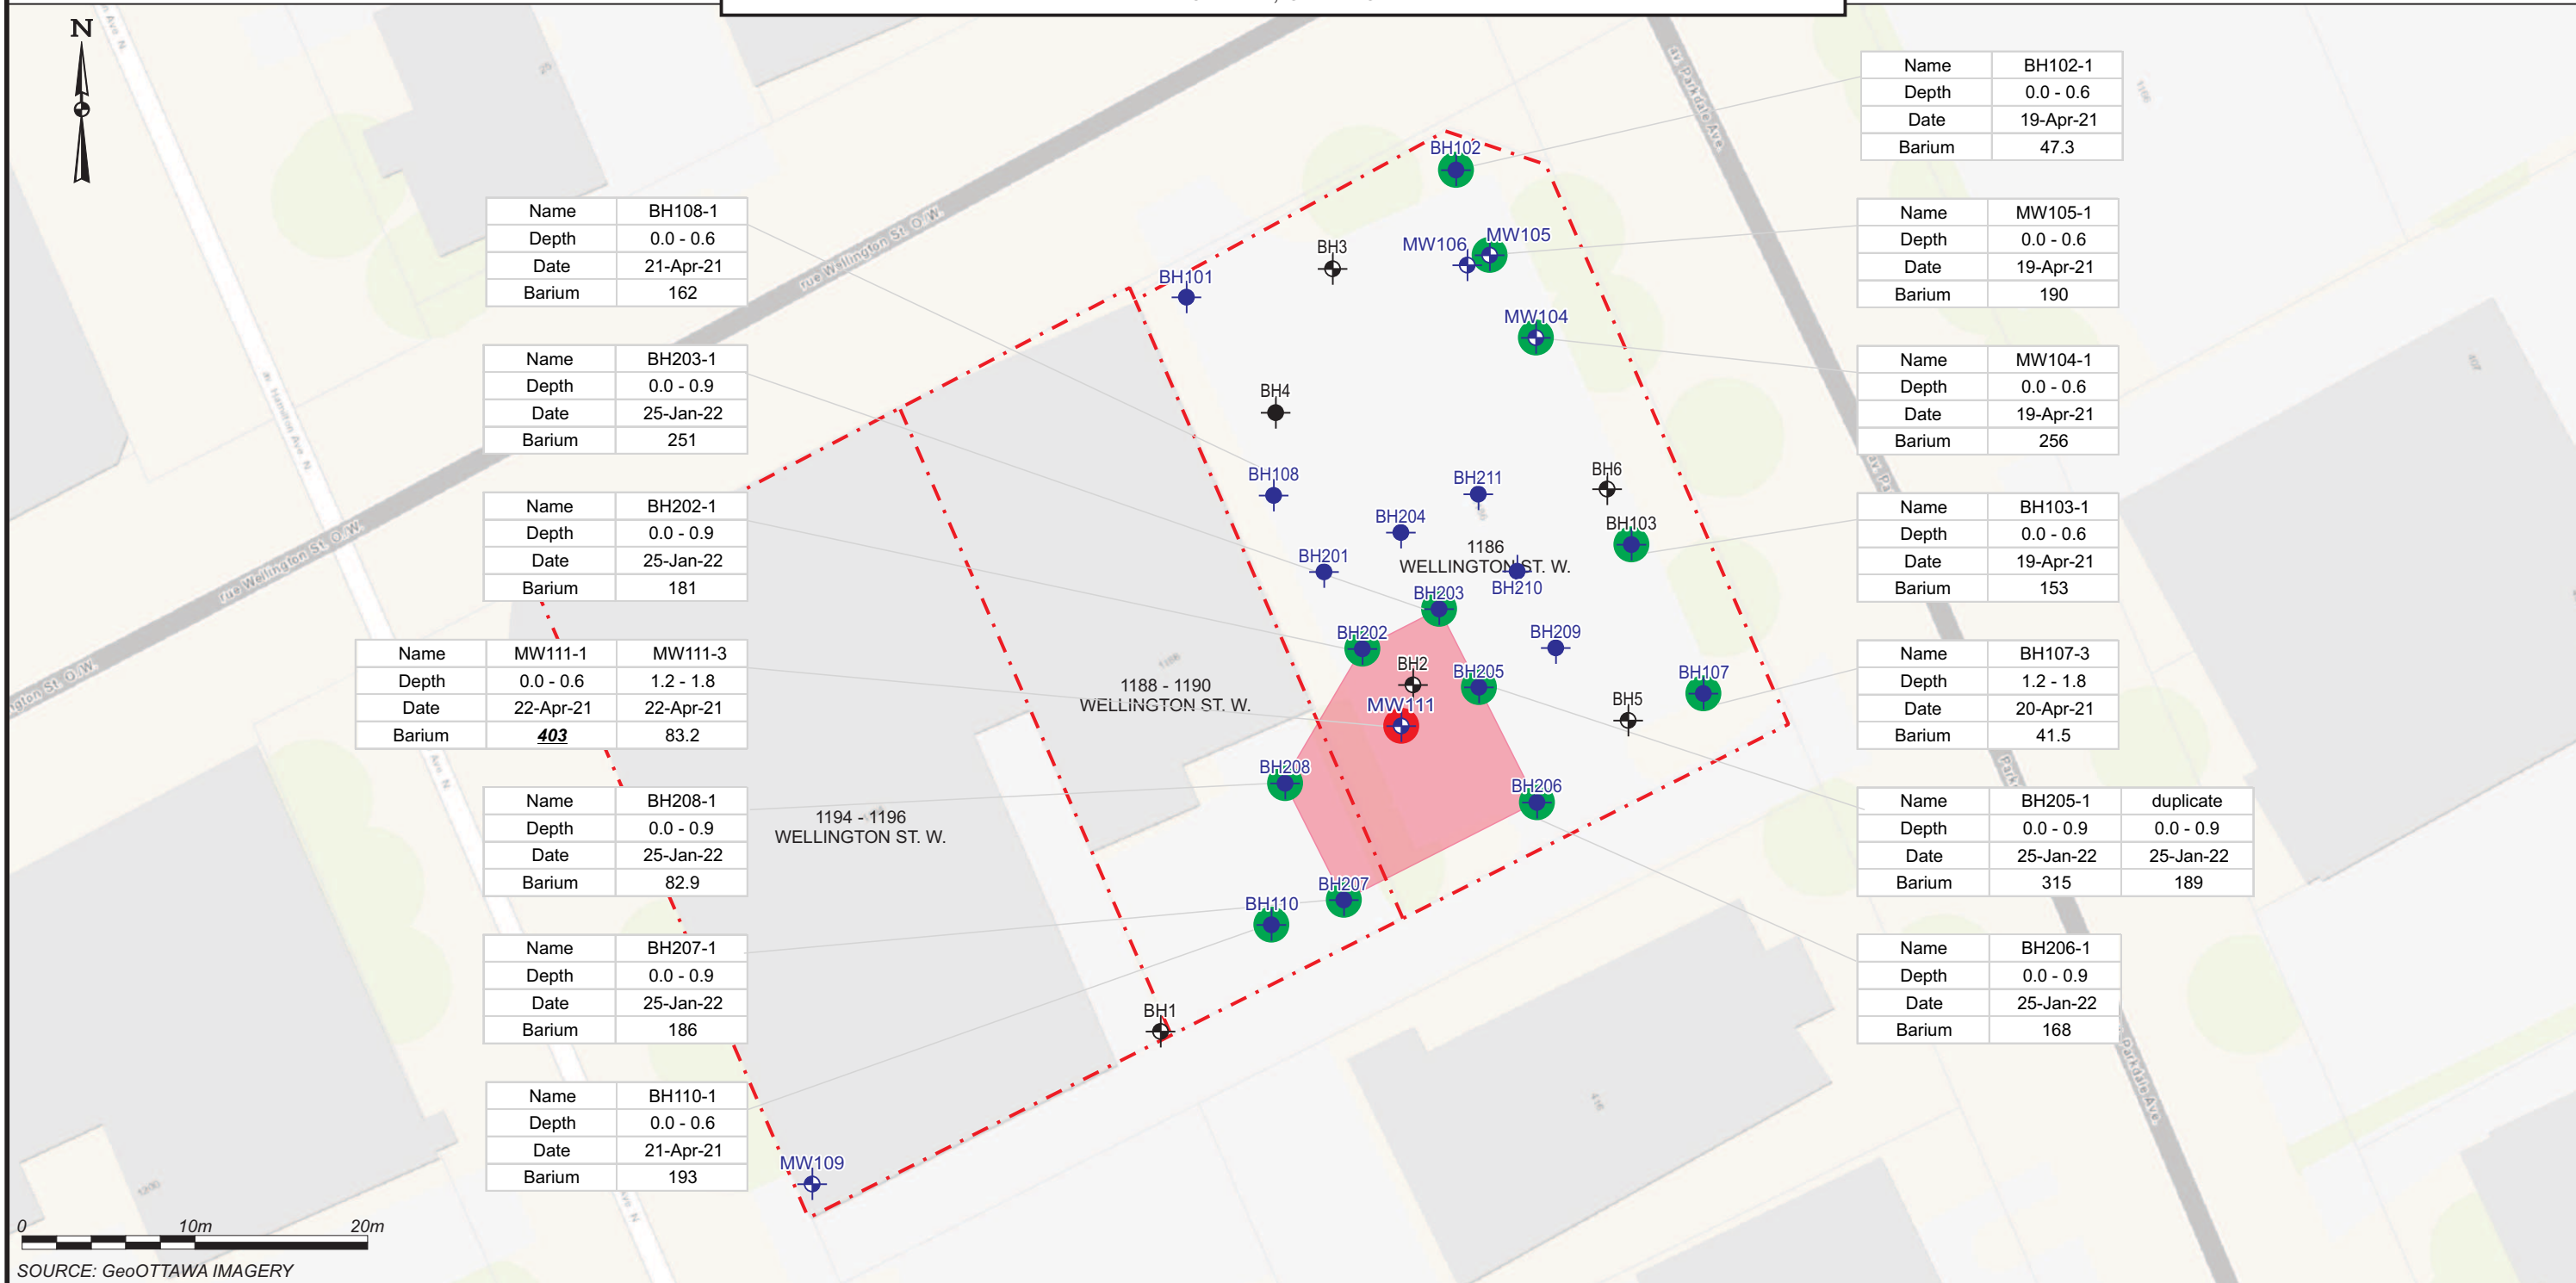 N
Name BH108-1
Depth 0.0 - 0.6
Date 21-Apr-21
Barium 162
Name BH203-1
Depth 0.0 - 0.9
Date 25-Jan-22
Barium 251
Name BH202-1
Depth 0.0 - 0.9
Date 25-Jan-22
Barium 181
Name MW111-1 MW111-3
Depth 0.0 - 0.6 1.2 - 1.8
Date 22-Apr-21 22-Apr-21
Barium 403 83.2
Name BH208-1
Depth 0.0 - 0.9
Date 25-Jan-22
Barium 82.9
Name BH207-1
Depth 0.0 - 0.9
Date 25-Jan-22
Barium 186
Name BH110-1
Depth 0.0 - 0.6
Date 21-Apr-21
Barium 193
rue Wellington St. O./W.
rue Wellington St. O./W.
av. Hamilton Ave. N
av. Parkdale Ave.
BH102
MW106
MW105
BH3
BH101
MW104
BH4
BH108
BH211
BH6
BH204
BH103
BH201
1186
WELLINGTON ST. W.
BH210
BH203
BH202
BH209
BH2
BH205
BH107
MW111
BH5
1188 - 1190
WELLINGTON ST. W.
BH208
BH206
1194 - 1196
WELLINGTON ST. W.
BH207
BH110
BH1
MW109
Name BH102-1
Depth 0.0 - 0.6
Date 19-Apr-21
Barium 47.3
Name MW105-1
Depth 0.0 - 0.6
Date 19-Apr-21
Barium 190
Name MW104-1
Depth 0.0 - 0.6
Date 19-Apr-21
Barium 256
Name BH103-1
Depth 0.0 - 0.6
Date 19-Apr-21
Barium 153
Name BH107-3
Depth 1.2 - 1.8
Date 20-Apr-21
Barium 41.5
Name BH205-1 duplicate
Depth 0.0 - 0.9 0.0 - 0.9
Date 25-Jan-22 25-Jan-22
Barium 315 189
Name BH206-1
Depth 0.0 - 0.9
Date 25-Jan-22
Barium 168
Parkdale Ave.
0 10m 20m
SOURCE: GeoOTTAWA IMAGERY